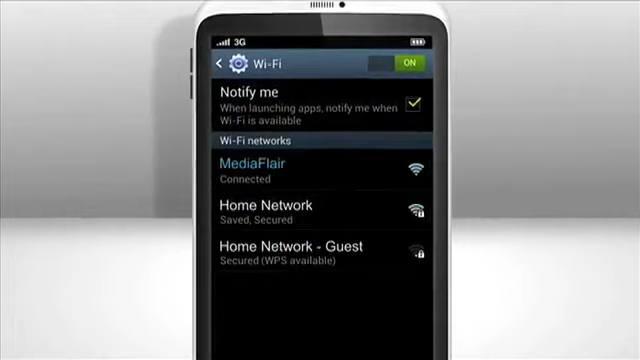 3G
Wi-Fi
ON
Notify me
When launching apps, notify me when
Wi-Fi is available
Wi-Fi networks
MediaFlair
Connected
Home Network
Saved, Secured
Home Network - Guest
Secured (WPS available)